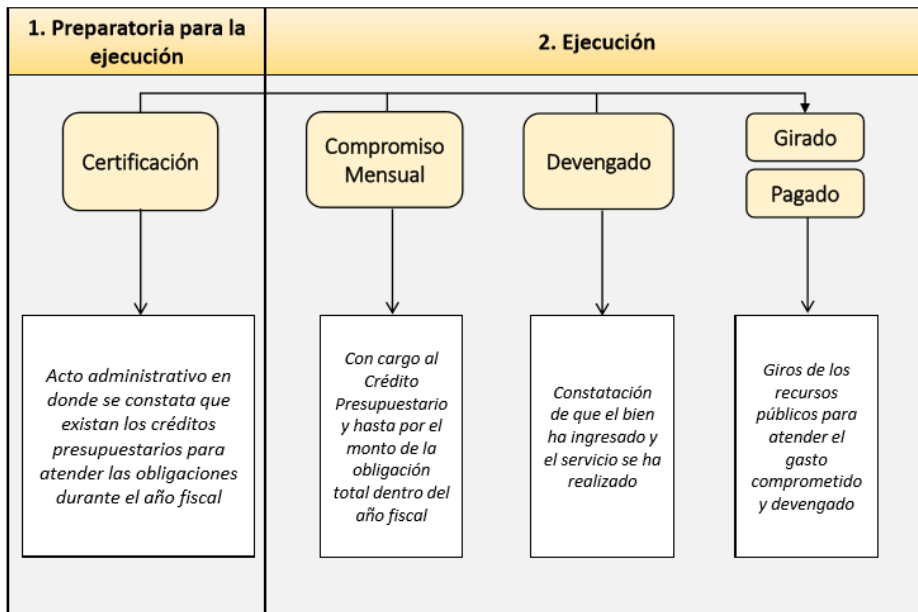 1. Preparatoria para la
ejecución
2. Ejecución
Certificación
Compromiso
Mensual
Devengado
Girado
Pagado
Acto administrativo en
donde se constata que
existan los créditos
presupuestarios para
atender las obligaciones
durante el año fiscal
Con cargo al
Crédito
Presupuestario
y hasta por el
monto de la
obligación
total dentro del
año fiscal
Constatación
de que el bien
ha ingresado y
el servicio se ha
realizado
Giros de los
recursos
públicos para
atender el
gasto
comprometido
y devengado